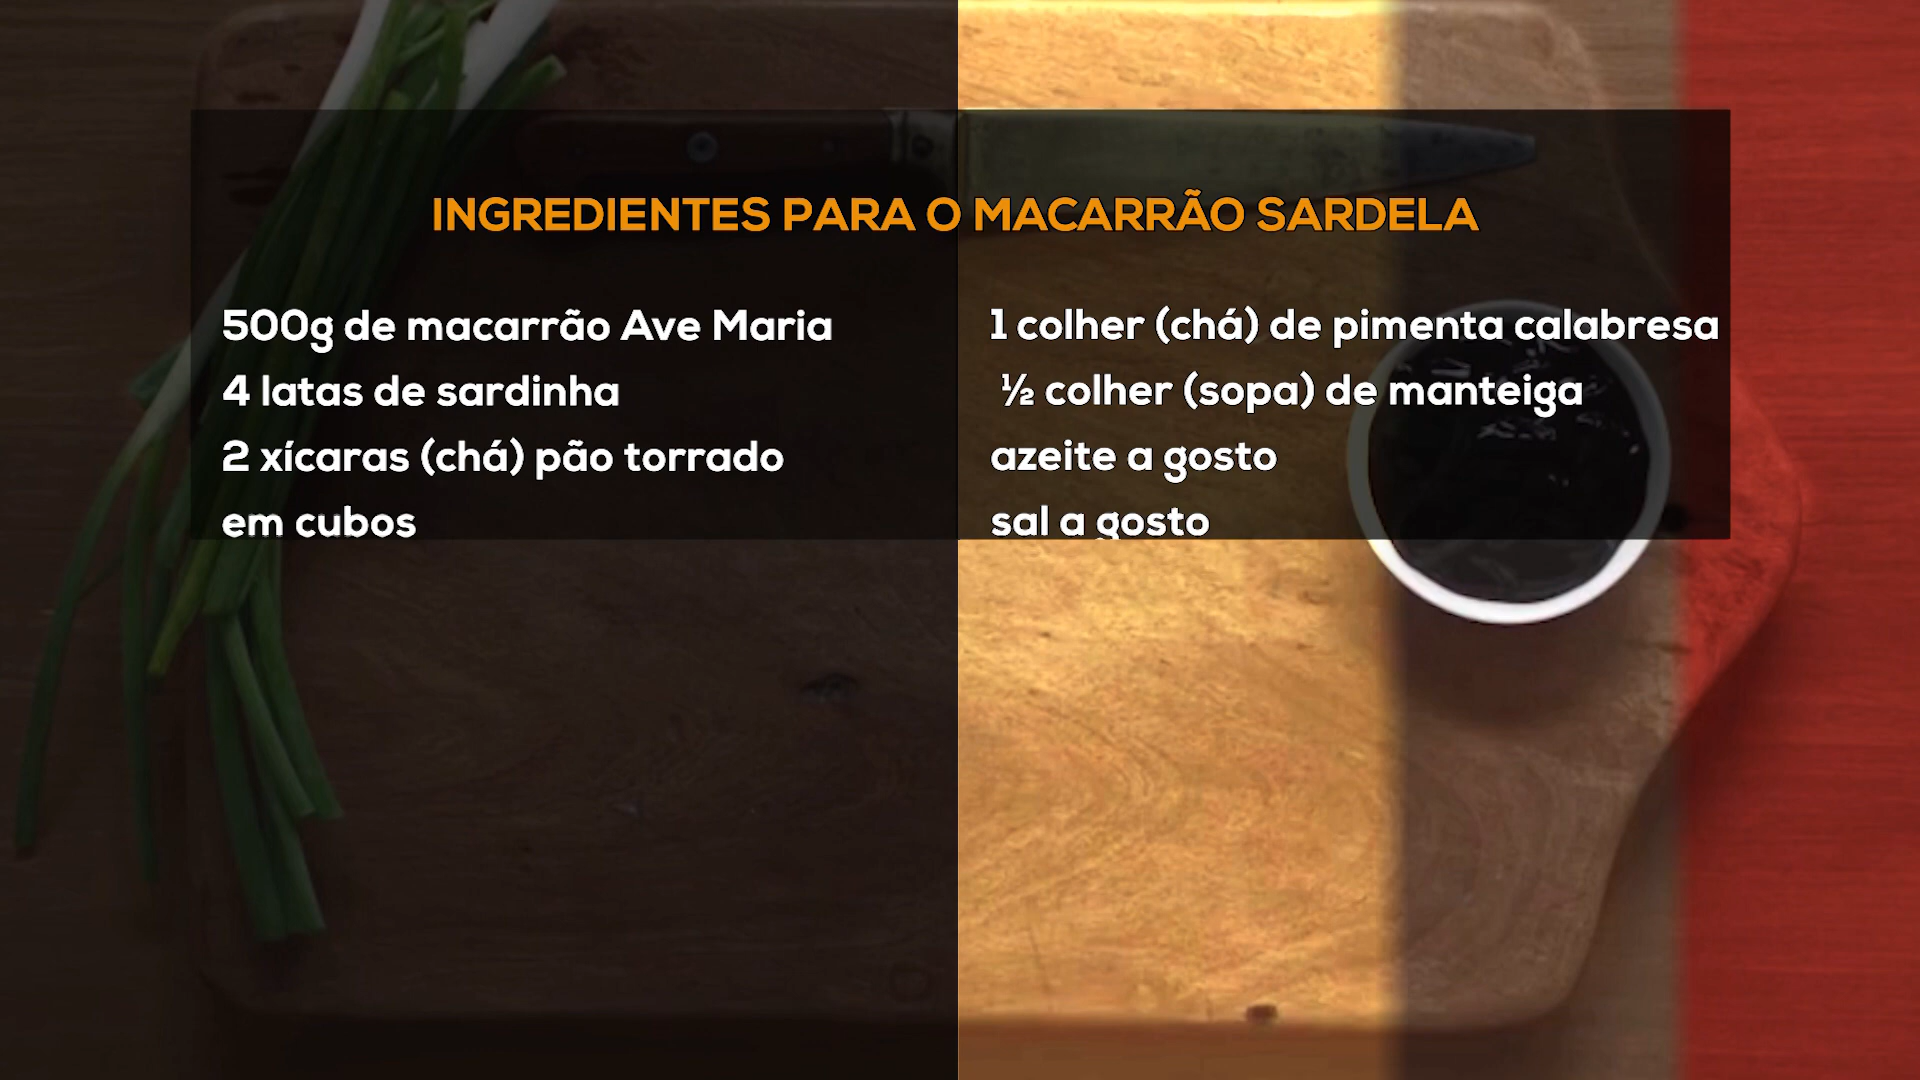 INGREDIENTES PARA O MACARRÃO SARDELA
500g de macarrão Ave Maria
4 latas de sardinha
2 xícaras (chá) pão torrado
em cubos
1 colher (chá) de pimenta calabresa
½ colher (sopa) de manteiga
azeite a gosto
sal a gosto